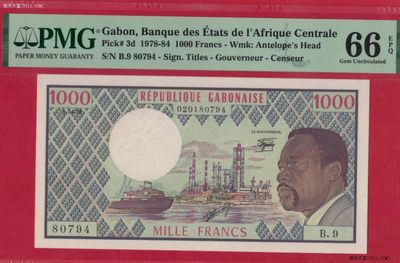 PMG
PAPER MONEY GUARANTY
Gabon, Banque des États de l'Afrique Centrale
Pick# 3d 1978-84 1000 Francs - Wmk: Antelope's Head
S/N B.9 80794 - Sign. Titles - Gouverneur - Censeur
66 EPQ
Gem Uncirculated
1000 REPUBLIQUE GABONAISE 1000
020180794
LE GOUVERNEUR
80794 MILLE FRANCS B.9